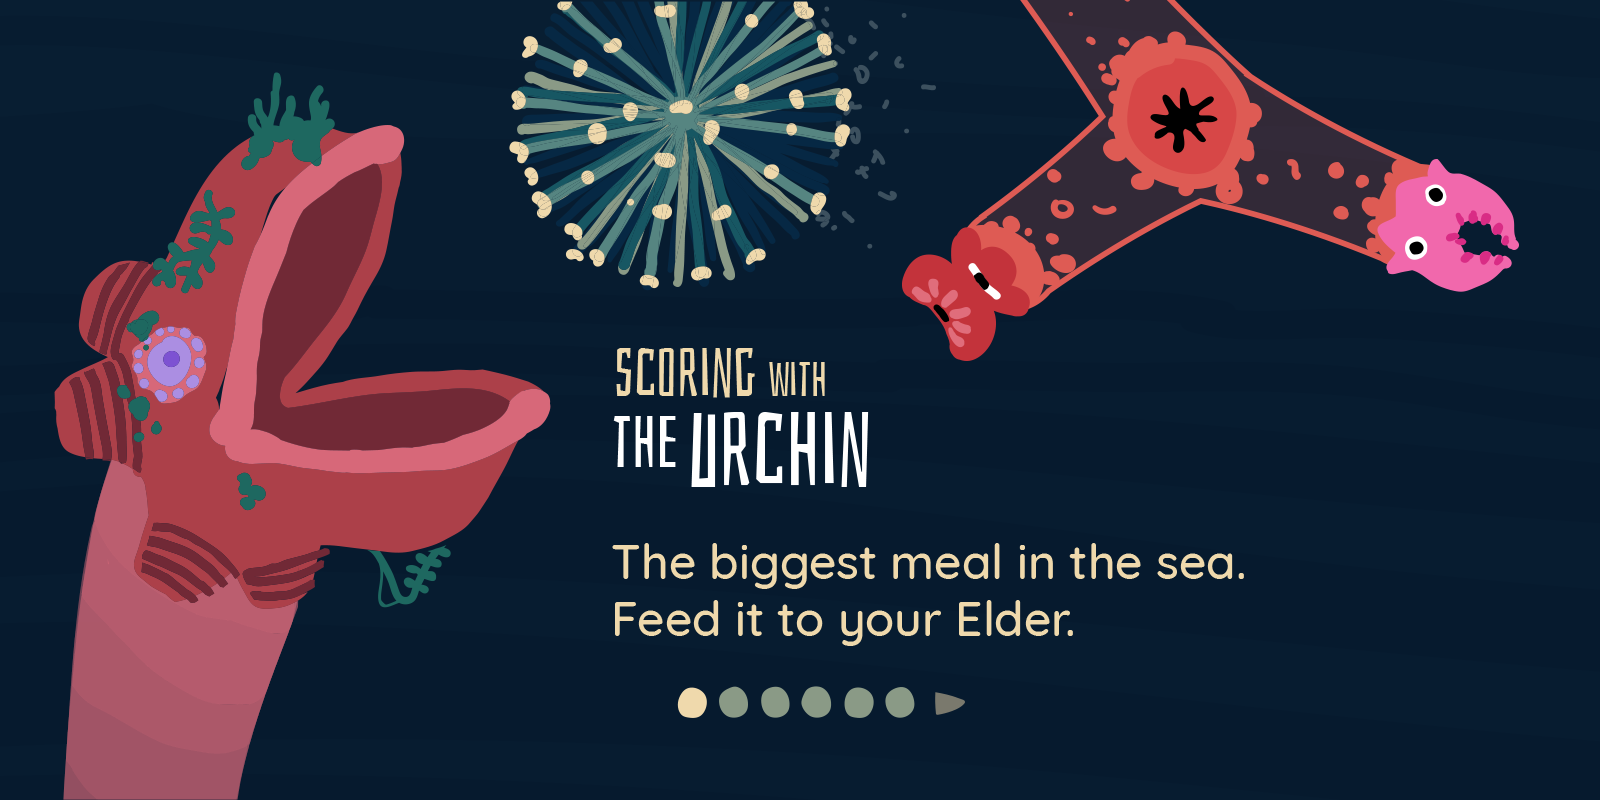 SCORING WITH
THE URCHIN
The biggest meal in the sea.
Feed it to your Elder.